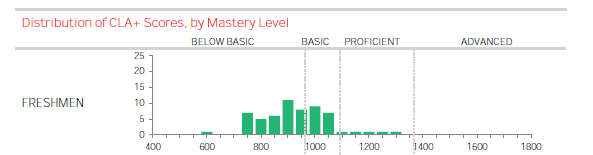 Distribution of CLA+ Scores, by Mastery Level
BELOW BASIC BASIC PROFICIENT ADVANCED
25
20
15
10
5
0
FRESHMEN
400 600 800 1000 1200 1400 1600 1800